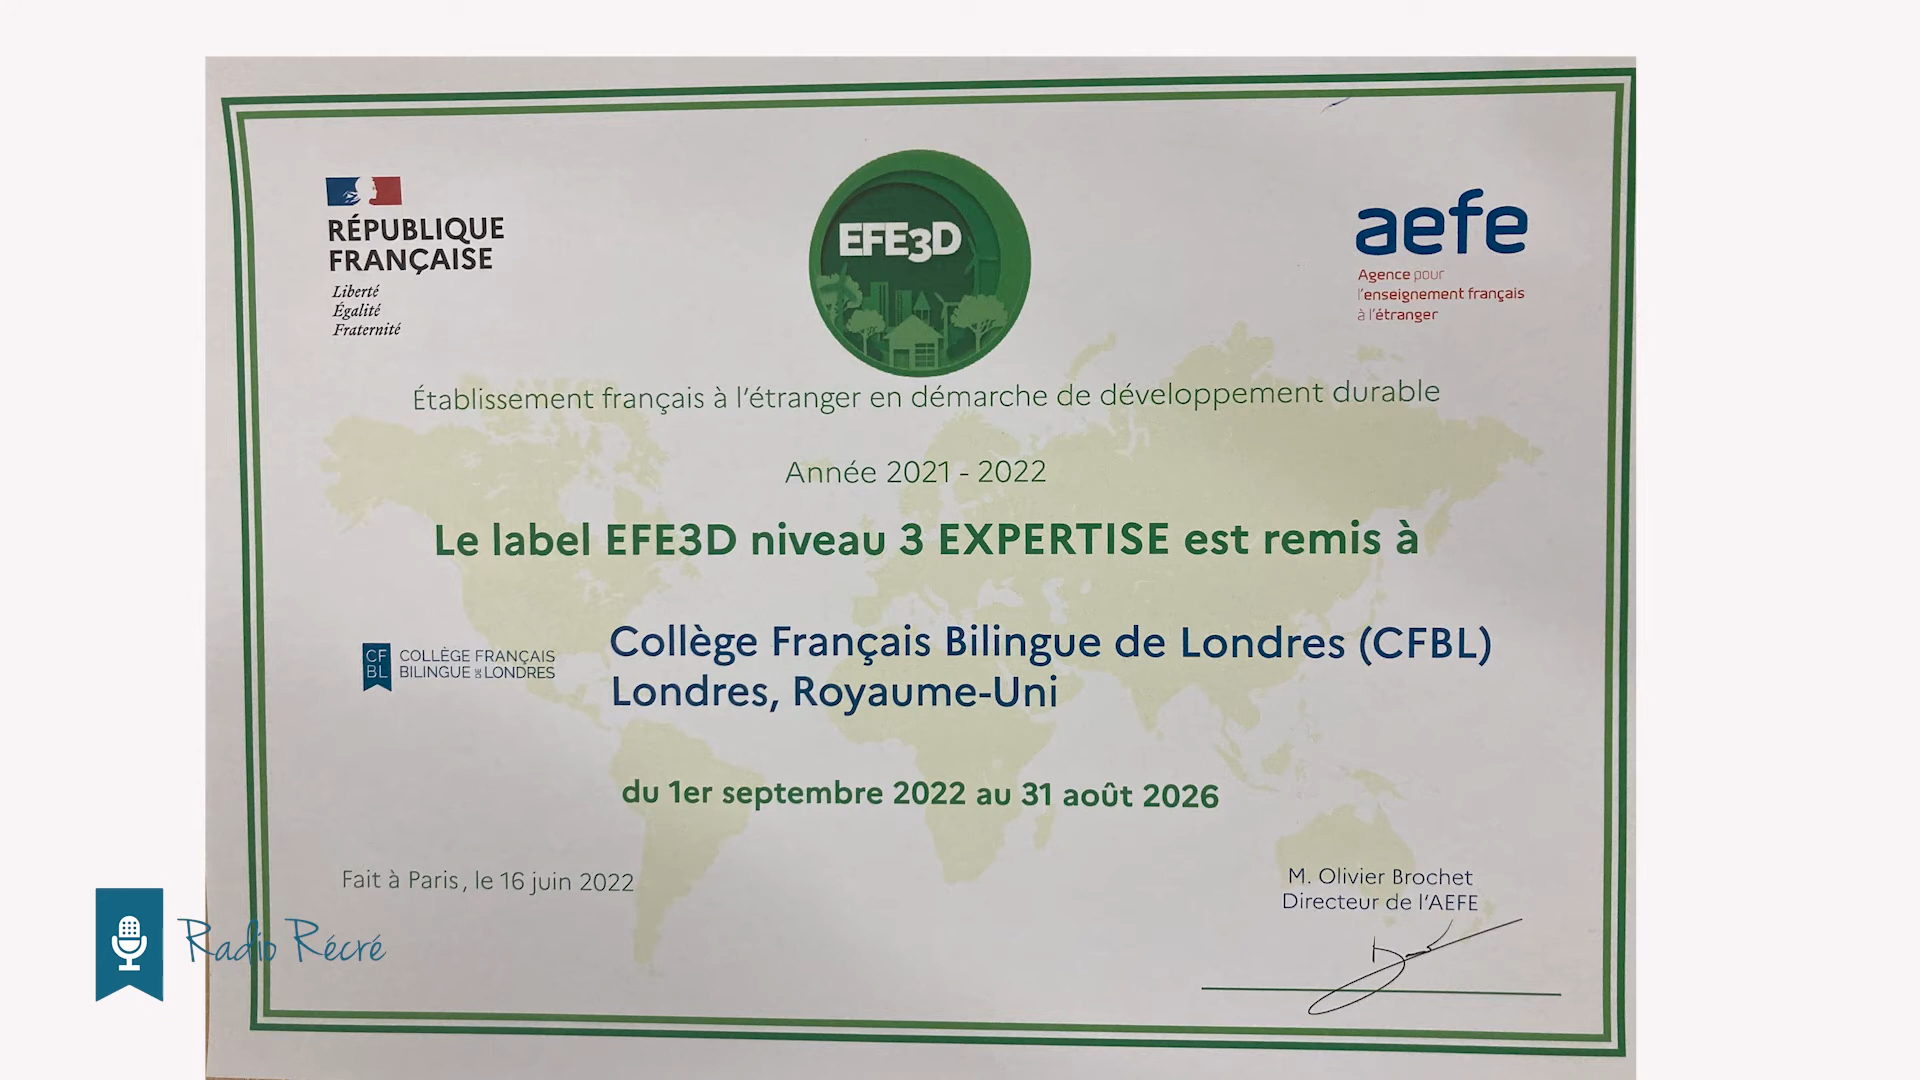 RÉPUBLIQUE
FRANÇAISE
Liberté
Égalité
Fraternité
EFE3D
aefe
Agence pour
l'enseignement français
à l'étranger
Établissement français à l'étranger en démarche de développement durable
Année 2021 - 2022
Le label EFE3D niveau 3 EXPERTISE est remis à
CF
BL
COLLÈGE FRANÇAIS
BILINGUE DE LONDRES
Collège Français Bilingue de Londres (CFBL)
Londres, Royaume-Uni
du 1er septembre 2022 au 31 août 2026
Fait à Paris, le 16 juin 2022
M. Olivier Brochet
Directeur de l'AEFE
Radio Récré